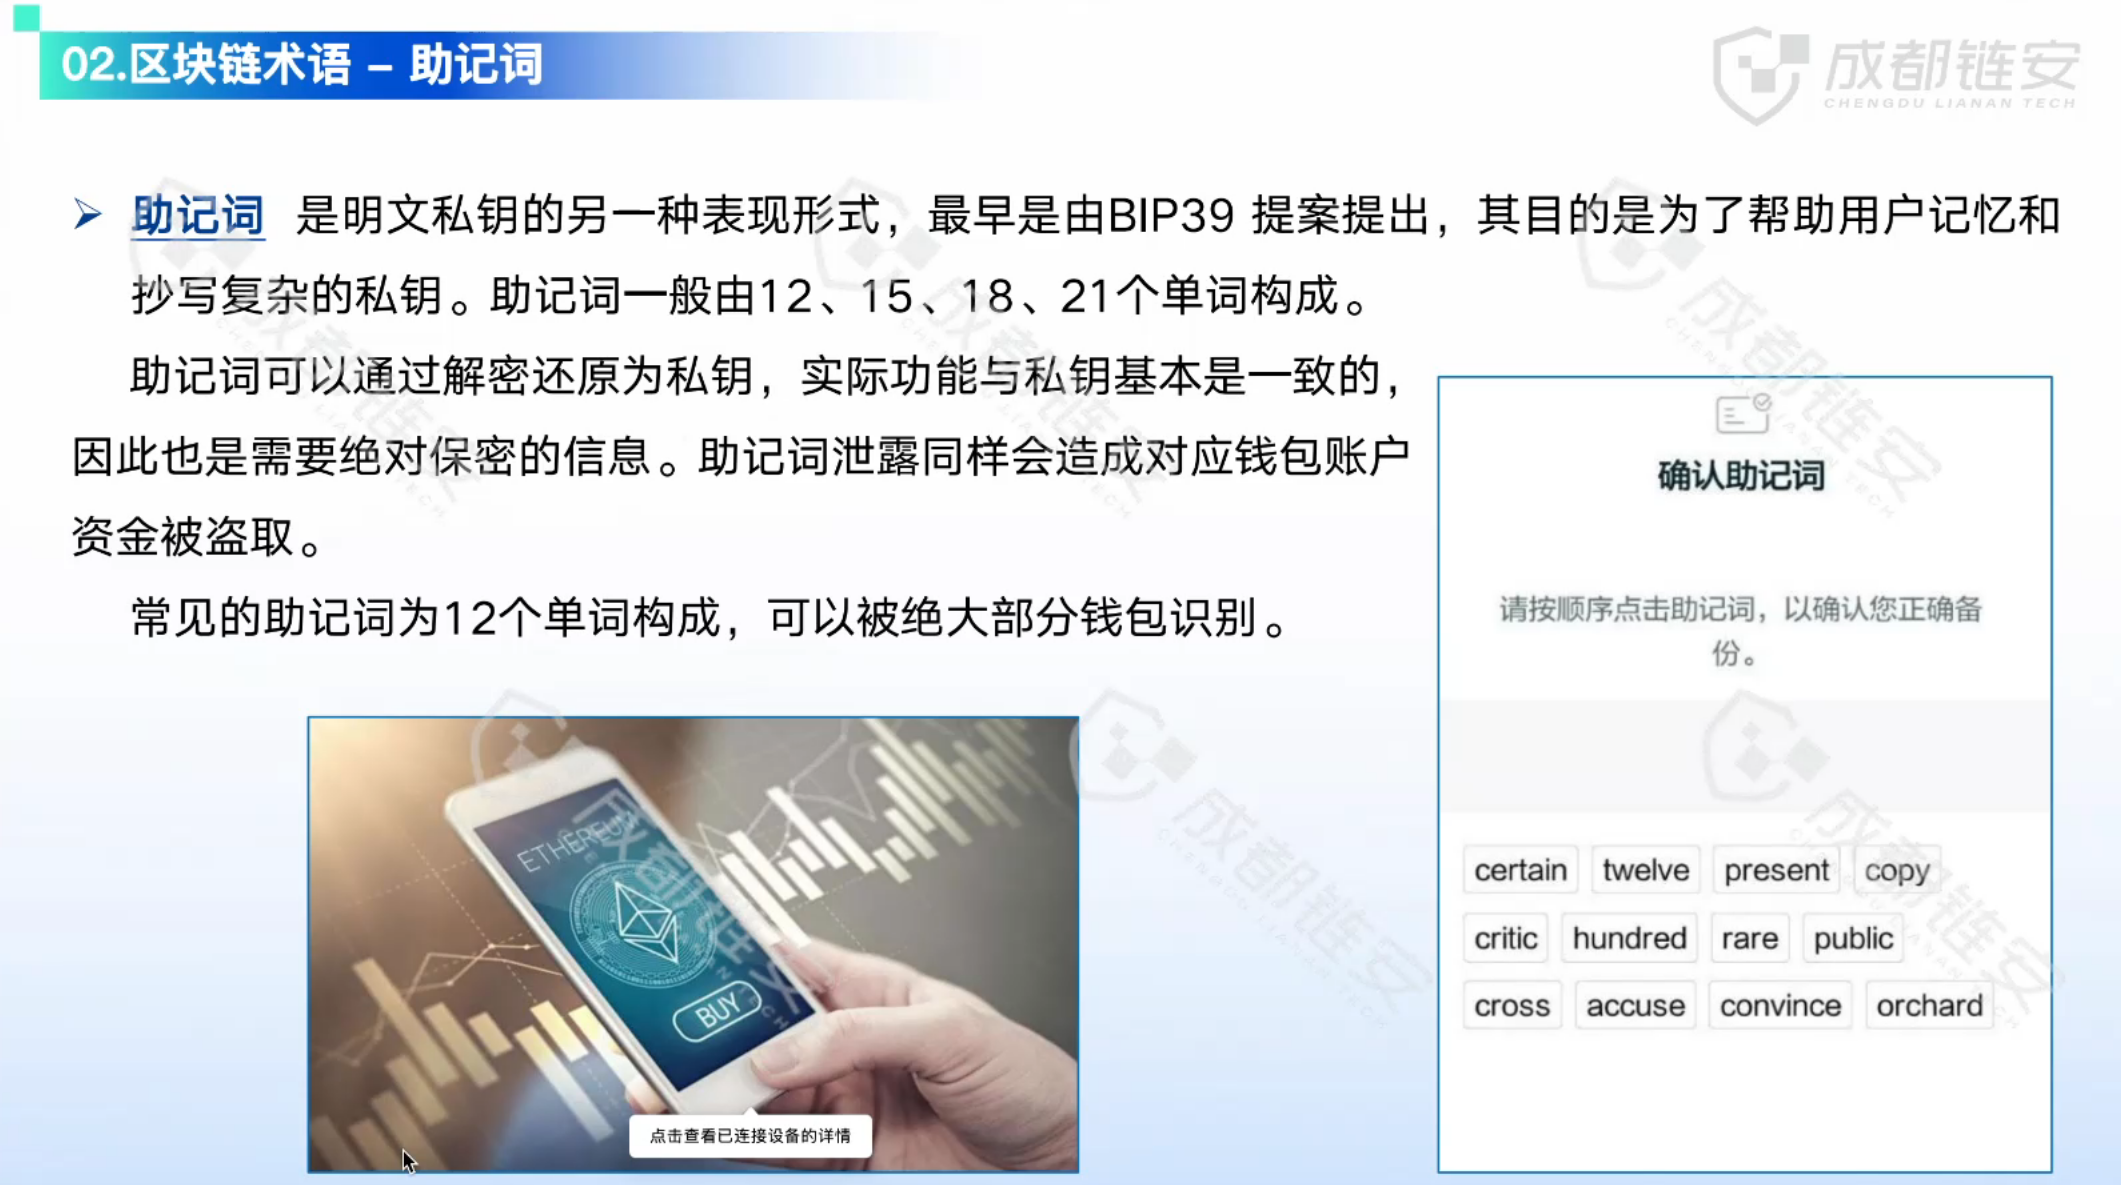 02.区块链术语 – 助记词
成都链安
CHENGDU LIANAN TECH
➢ 助记词 是明文私钥的另一种表现形式，最早是由BIP39 提案提出，其目的是为了帮助用户记忆和
抄写复杂的私钥。助记词一般由12、15、18、21个单词构成。
助记词可以通过解密还原为私钥，实际功能与私钥基本是一致的，
因此也是需要绝对保密的信息。助记词泄露同样会造成对应钱包账户
资金被盗取。
常见的助记词为12个单词构成，可以被绝大部分钱包识别。
确认助记词
请按顺序点击助记词，以确认您正确备
份。
certain twelve present copy
critic hundred rare public
cross accuse convince orchard
ETHEREUM
BUY
点击查看已连接设备的详情